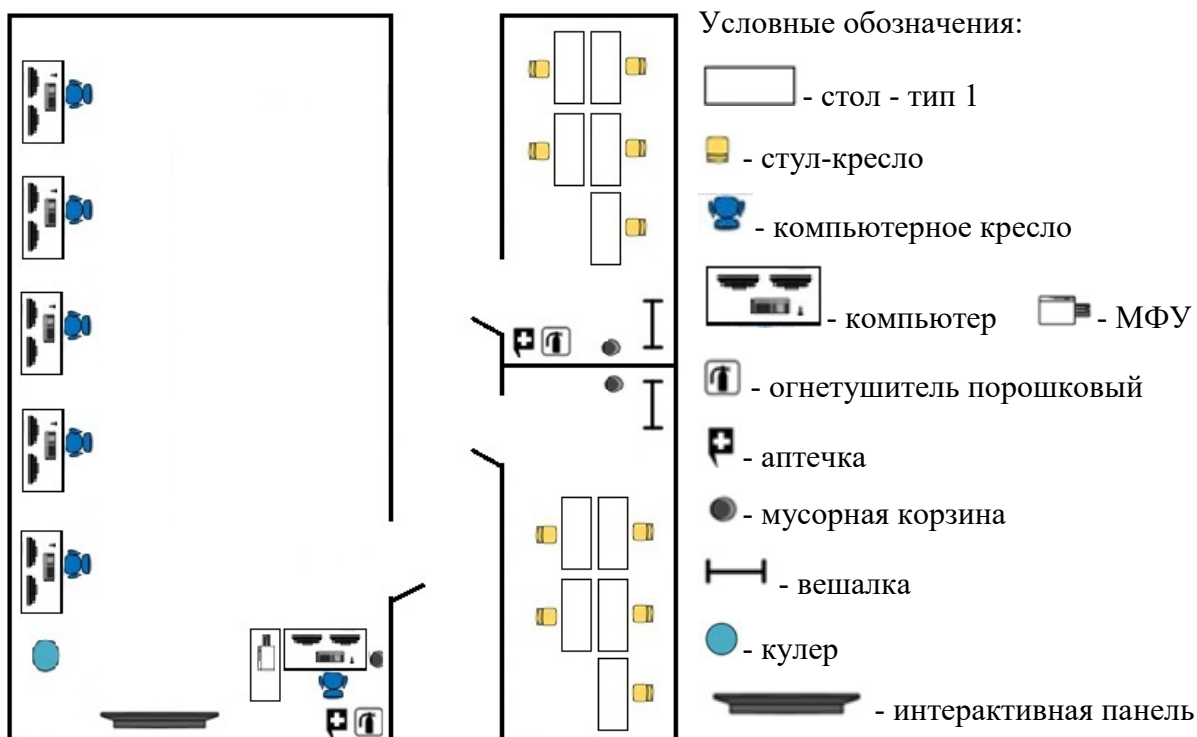 Условные обозначения:
- стол - тип 1
- стул-кресло
- компьютерное кресло
- компьютер - МФУ
- огнетушитель порошковый
- аптечка
- мусорная корзина
- вешалка
- кулер
- интерактивная панель